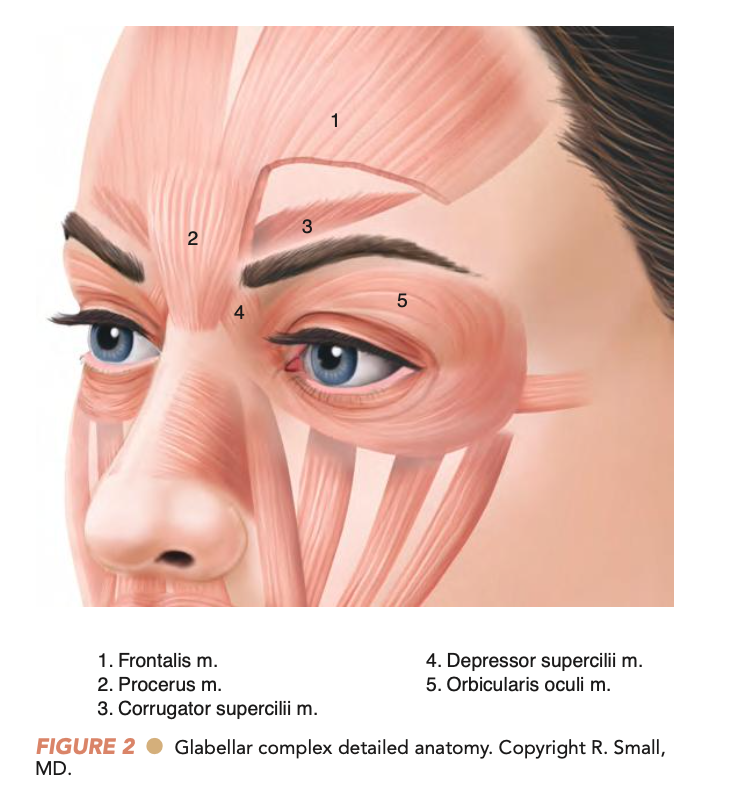 1
2
3
4
5
1. Frontalis m.
2. Procerus m.
3. Corrugator supercilii m.
4. Depressor supercilii m.
5. Orbicularis oculi m.
FIGURE 2 ● Glabellar complex detailed anatomy. Copyright R. Small,
MD.